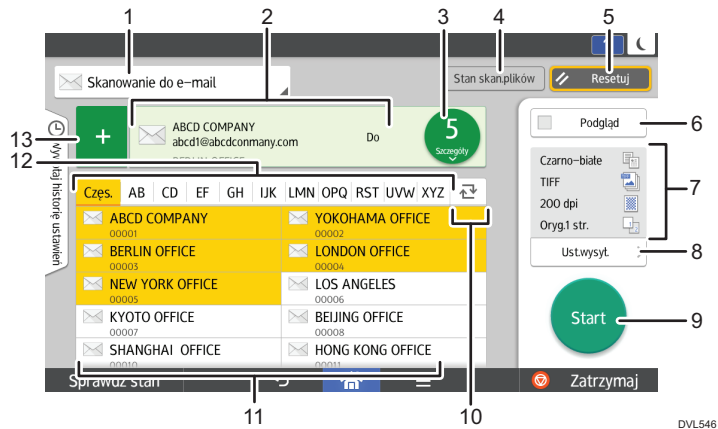 1
2
3
4
5
Skanowanie do e-mail
Stan skan.plików
Resetuj
13
+
ABCD COMPANY
abcd1@abcdconmany.com
Do
5
Szczegóły
Podgląd
6
12
Wywołaj historię ustawień
Częs.
AB
CD
EF
GH
IJK
LMN
OPQ
RST
UVW
XYZ
Czarno-białe
TIFF
200 dpi
Oryg.1 str.
7
ABCD COMPANY
00001
YOKOHAMA OFFICE
00002
BERLIN OFFICE
00003
LONDON OFFICE
00004
Ust.wysył.
8
NEW YORK OFFICE
00005
LOS ANGELES
00006
KYOTO OFFICE
00007
BEIJING OFFICE
00008
Start
9
SHANGHAI OFFICE
00010
HONG KONG OFFICE
00011
Sprawdź stan
Zatrzymaj
11
10
DVL546